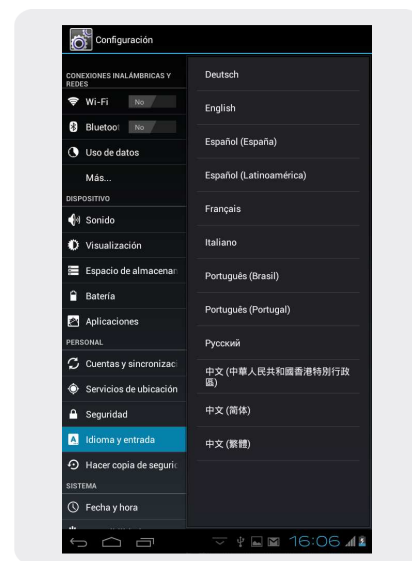 Configuración
CONEXIONES INALÁMBRICAS Y
REDES
Wi-Fi No
Bluetoot No
Uso de datos
Más...
DISPOSITIVO
Sonido
Visualización
Espacio de almacenan
Batería
Aplicaciones
PERSONAL
Cuentas y sincronizaci
Servicios de ubicación
Seguridad
Idioma y entrada
Hacer copia de seguric
SISTEMA
Fecha y hora
Deutsch
English
Español (España)
Español (Latinoamérica)
Français
Italiano
Português (Brasil)
Português (Portugal)
Русский
中文 (中華人民共和國香港特別行政
區)
中文 (简体)
中文 (繁體)
16:06